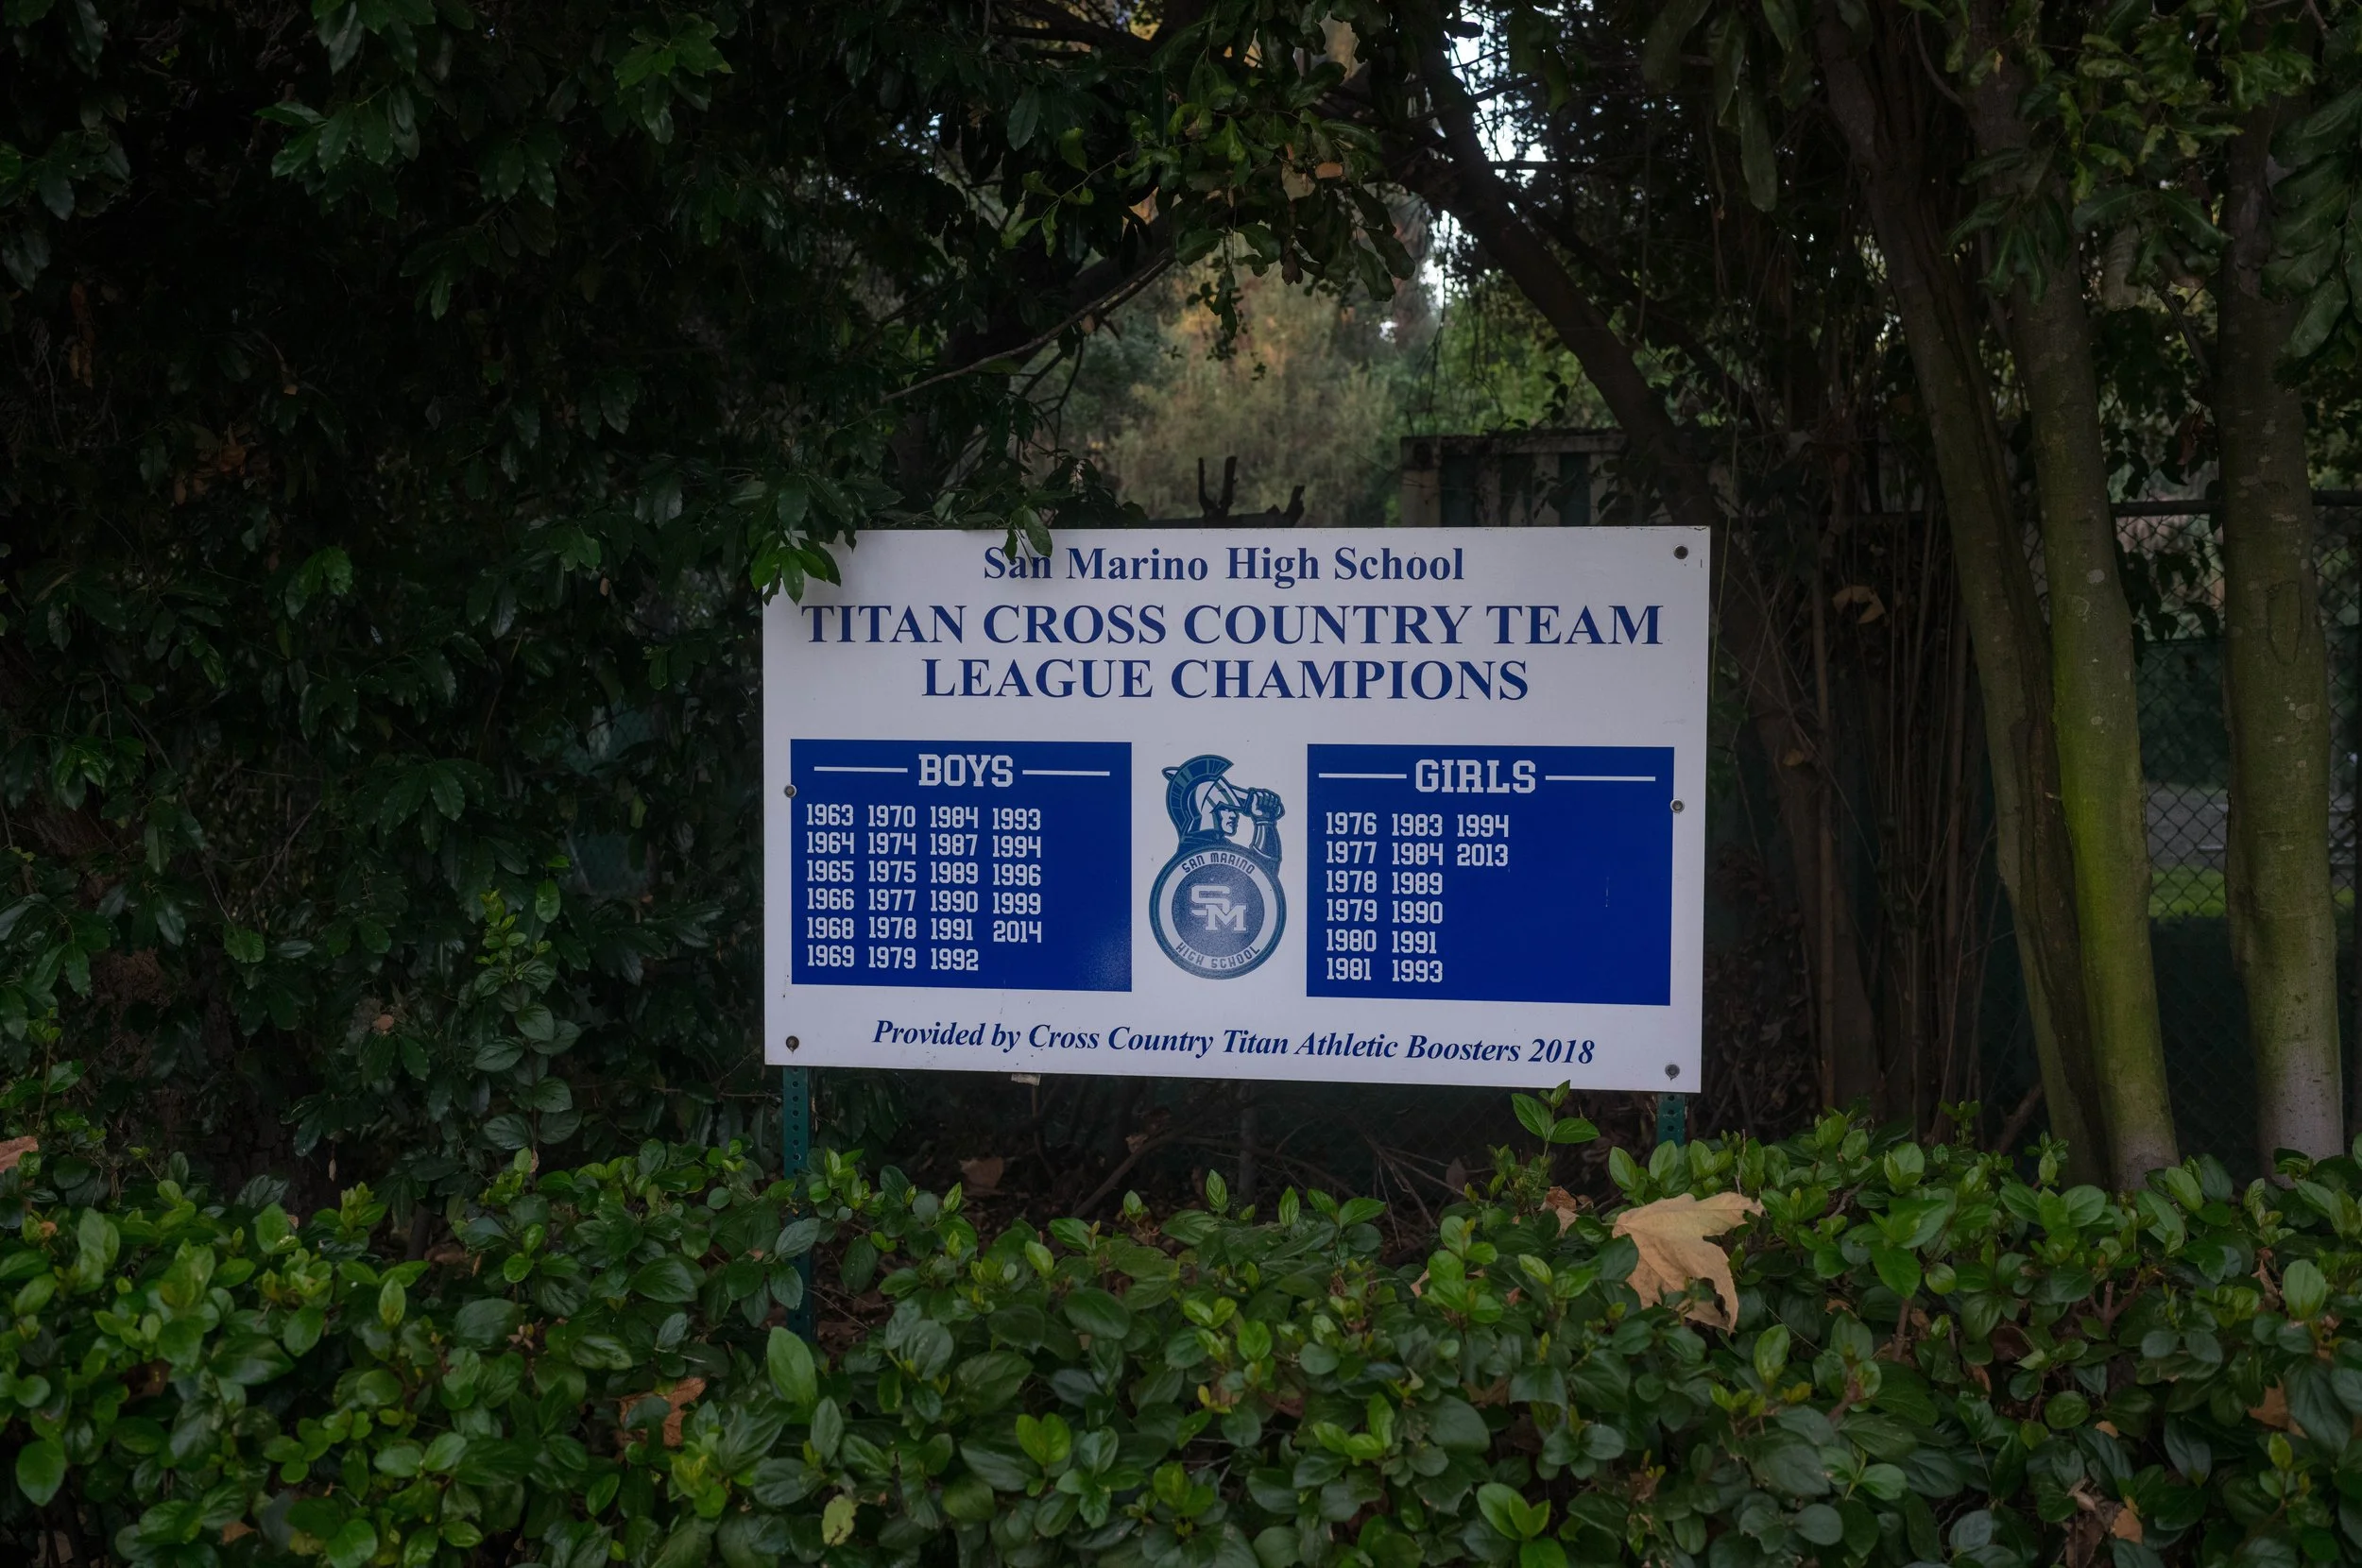 San Marino High School
TITAN CROSS COUNTRY TEAM
LEAGUE CHAMPIONS
BOYS
1963 1970 1984 1993
1964 1974 1987 1994
1965 1975 1989 1996
1966 1977 1990 1999
1968 1978 1991 2014
1969 1979 1992
SAN MARINO
SM
HIGH SCHOOL
GIRLS
1976 1983 1994
1977 1984 2013
1978 1989
1979 1990
1980 1991
1981 1993
Provided by Cross Country Titan Athletic Boosters 2018